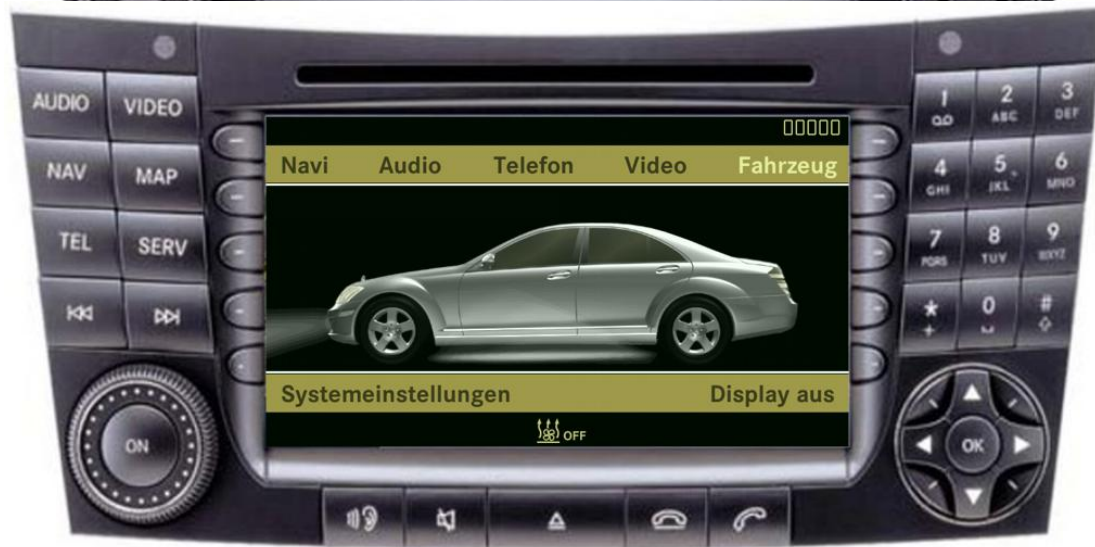 AUDIO VIDEO
NAV MAP
TEL SERV
ON
Navi Audio Telefon Video Fahrzeug
Systemeinstellungen Display aus
OFF
1 2 ABC 3 DEF
4 GHI 5 JKL 6 MNO
7 PQRS 8 TUV 9 WXYZ
* + 0 #
OK